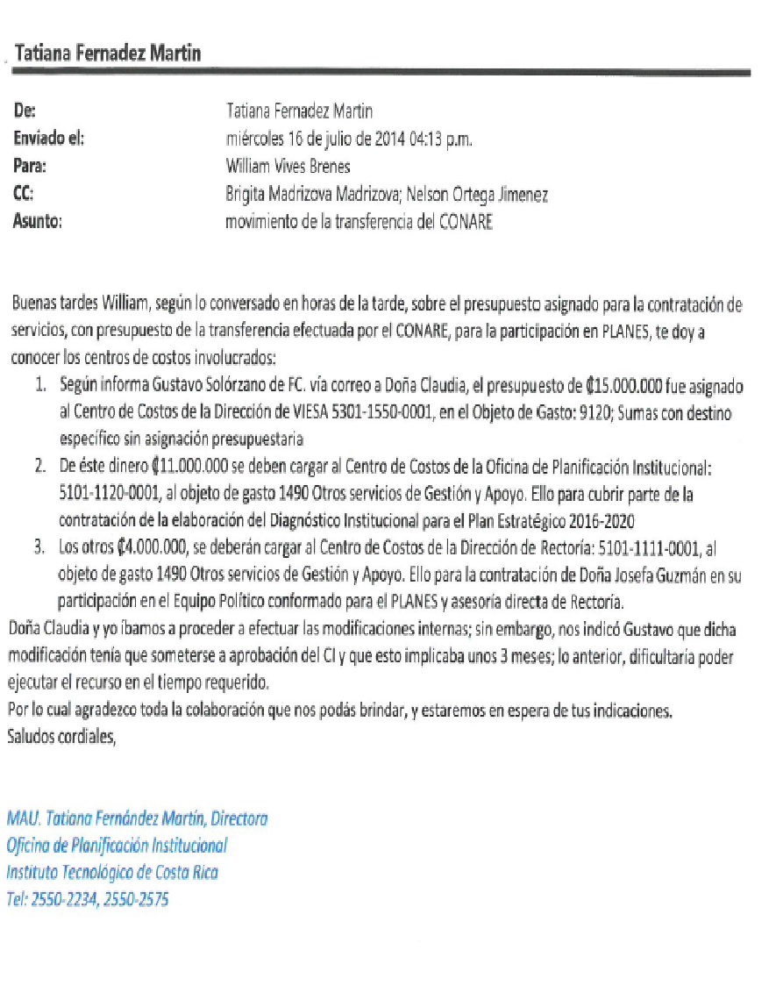 Tatiana Fernadez Martin
De: Tatiana Fernadez Martin
Enviado el: miércoles 16 de julio de 2014 04:13 p.m.
Para: William Vives Brenes
CC: Brigita Madrizova Madrizova; Nelson Ortega Jimenez
Asunto: movimiento de la transferencia del CONARE
Buenas tardes William, según lo conversado en horas de la tarde, sobre el presupuesto asignado para la contratación de
servicios, con presupuesto de la transferencia efectuada por el CONARE, para la participación en PLANES, te doy a
conocer los centros de costos involucrados:
1. Según informa Gustavo Solórzano de FC. vía correo a Doña Claudia, el presupuesto de ₡15.000.000 fue asignado
al Centro de Costos de la Dirección de VIESA 5301-1550-0001, en el Objeto de Gasto: 9120; Sumas con destino
específico sin asignación presupuestaria
2. De éste dinero ₡11.000.000 se deben cargar al Centro de Costos de la Oficina de Planificación Institucional:
5101-1120-0001, al objeto de gasto 1490 Otros servicios de Gestión y Apoyo. Ello para cubrir parte de la
contratación de la elaboración del Diagnóstico Institucional para el Plan Estratégico 2016-2020
3. Los otros ₡4.000.000, se deberán cargar al Centro de Costos de la Dirección de Rectoría: 5101-1111-0001, al
objeto de gasto 1490 Otros servicios de Gestión y Apoyo. Ello para la contratación de Doña Josefa Guzmán en su
participación en el Equipo Político conformado para el PLANES y asesoría directa de Rectoría.
Doña Claudia y yo íbamos a proceder a efectuar las modificaciones internas; sin embargo, nos indicó Gustavo que dicha
modificación tenía que someterse a aprobación del CI y que esto implicaba unos 3 meses; lo anterior, dificultaría poder
ejecutar el recurso en el tiempo requerido.
Por lo cual agradezco toda la colaboración que nos podás brindar, y estaremos en espera de tus indicaciones.
Saludos cordiales,
MAU. Tatiana Fernández Martín, Directora
Oficina de Planificación Institucional
Instituto Tecnológico de Costa Rica
Tel: 2550-2234, 2550-2575